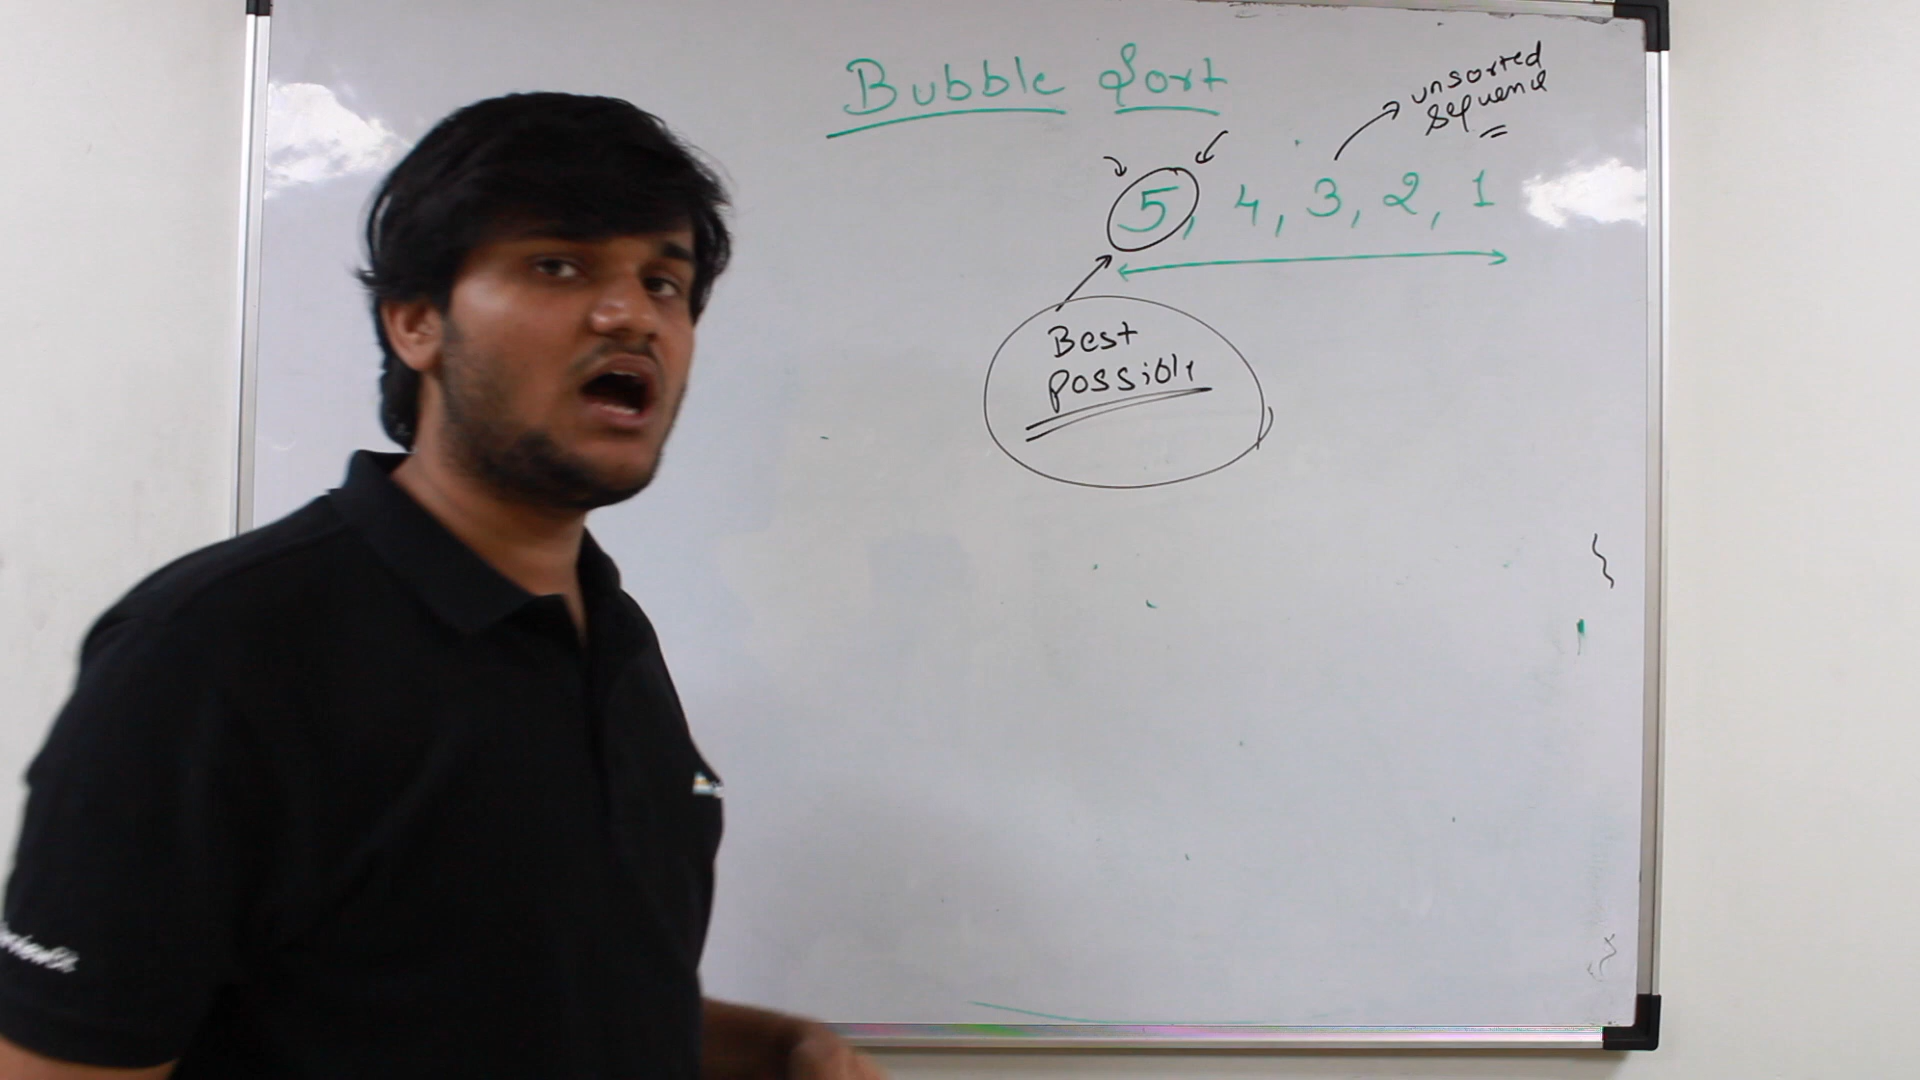 Bubble Sort
unsorted
sequence
5, 4, 3, 2, 1
Best
possible